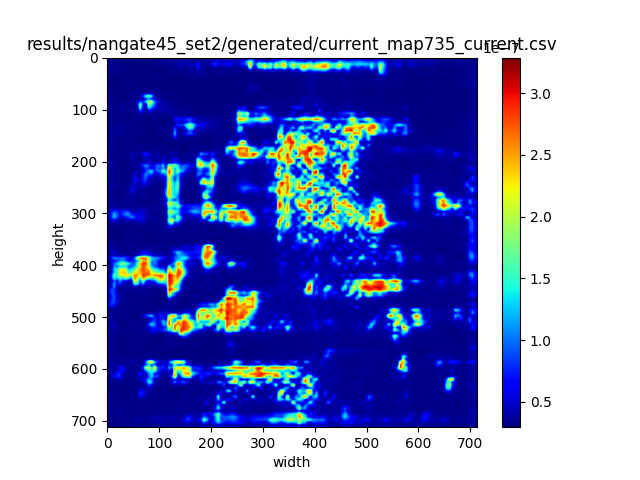 results/nangate45_set2/generated/current_map735_current.csv
1e−7
0
100
200
300
400
500
600
700
height
0 100 200 300 400 500 600 700
width
3.0
2.5
2.0
1.5
1.0
0.5